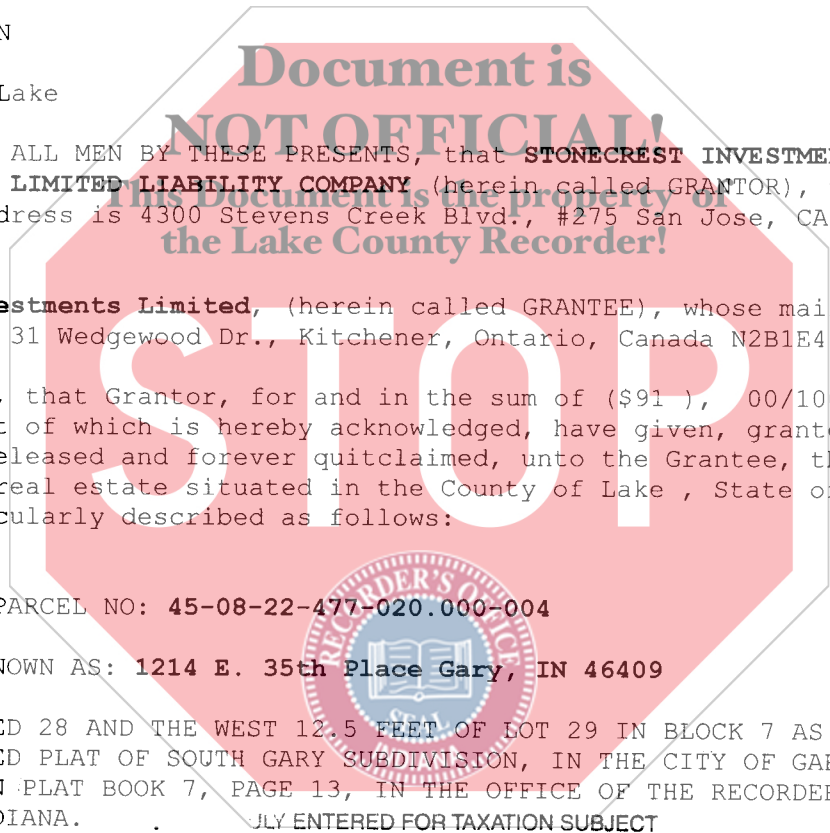 N
Document is
Lake
NOT OFFICIAL!
ALL MEN BY THESE PRESENTS, that STONECREST INVESTME
LIMITED LIABILITY COMPANY (herein called GRANTOR),
This Document is the property of
dress is 4300 Stevens Creek Blvd., #275 San Jose, CA
the Lake County Recorder!
estments Limited, (herein called GRANTEE), whose mai
31 Wedgewood Dr., Kitchener, Ontario, Canada N2B1E4
STOP
, that Grantor, for and in the sum of ($91 ), 00/10
t of which is hereby acknowledged, have given, grante
eleased and forever quitclaimed, unto the Grantee, th
real estate situated in the County of Lake , State of
cularly described as follows:
RECORDER'S OFFICE
PARCEL NO: 45-08-22-477-020.000-004
NOWN AS: 1214 E. 35th Place Gary, IN 46409
SEAL
ED 28 AND THE WEST 12.5 FEET OF LOT 29 IN BLOCK 7 AS
INDIANA
ED PLAT OF SOUTH GARY SUBDIVISION, IN THE CITY OF GAR
N PLAT BOOK 7, PAGE 13, IN THE OFFICE OF THE RECORDER
DIANA.
ULY ENTERED FOR TAXATION SUBJECT